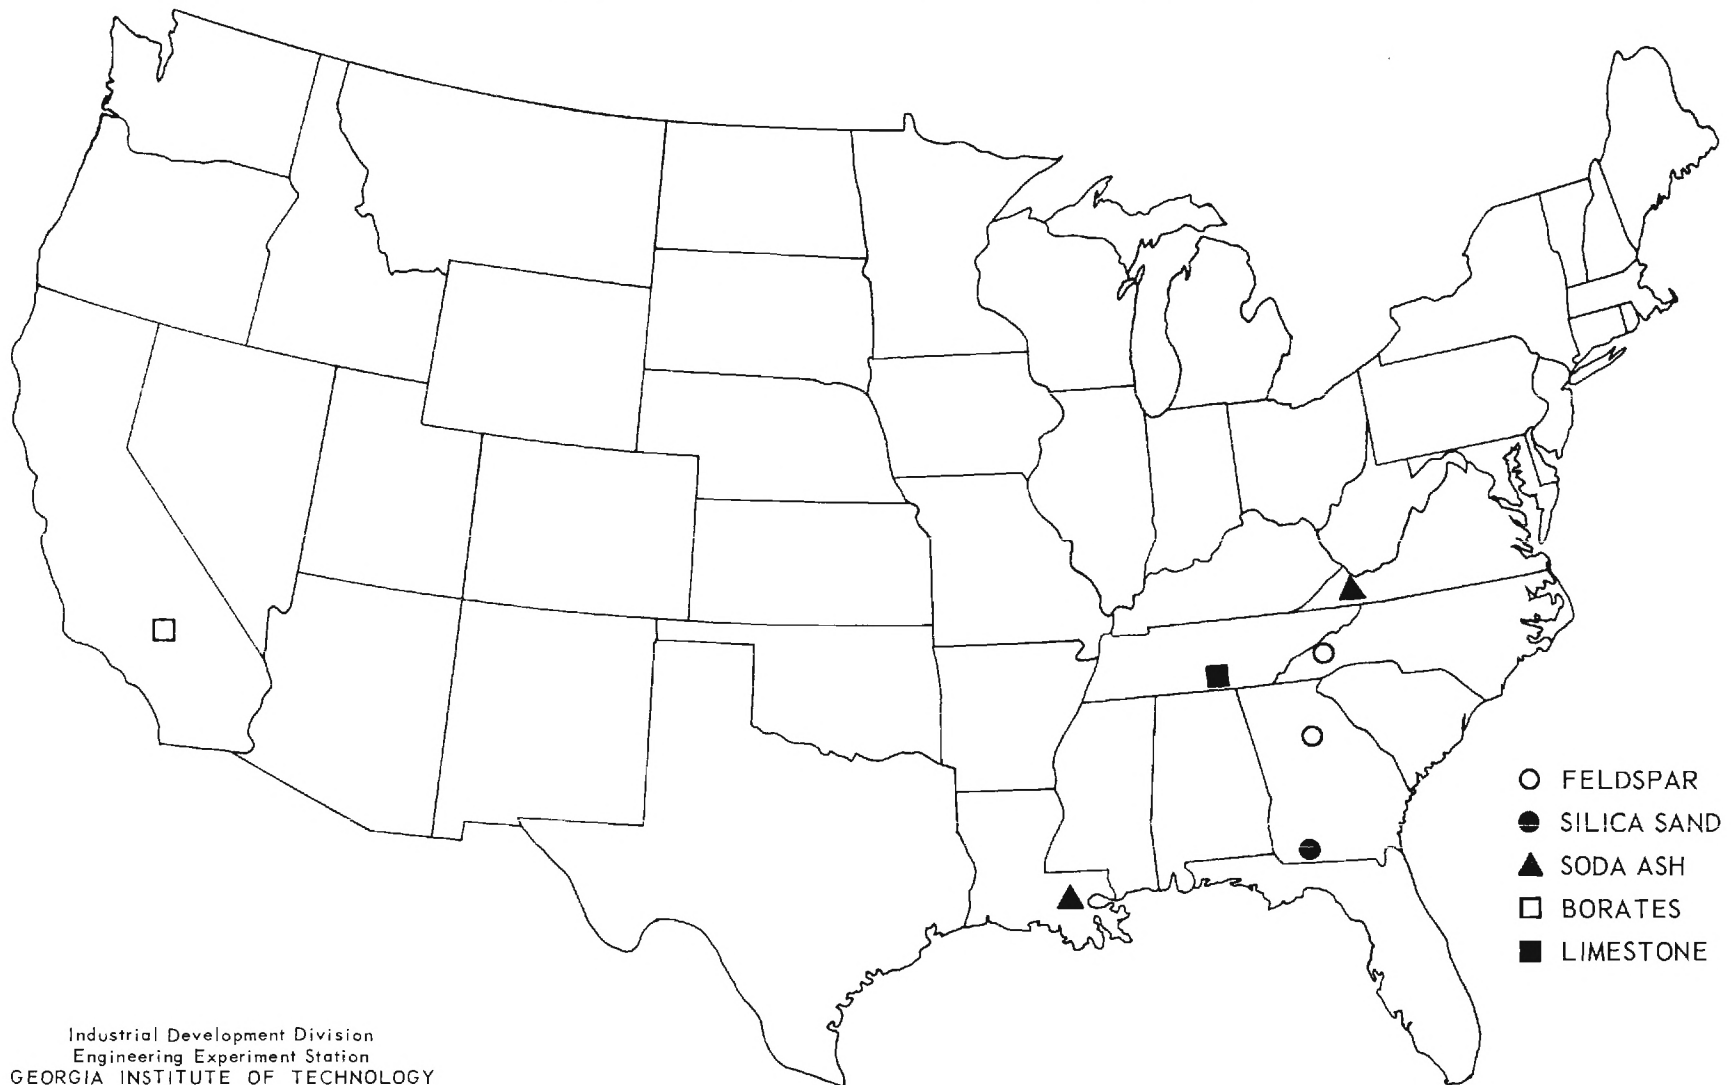 FELDSPAR
SILICA SAND
SODA ASH
BORATES
LIMESTONE
Industrial Development Division
Engineering Experiment Station
GEORGIA INSTITUTE OF TECHNOLOGY